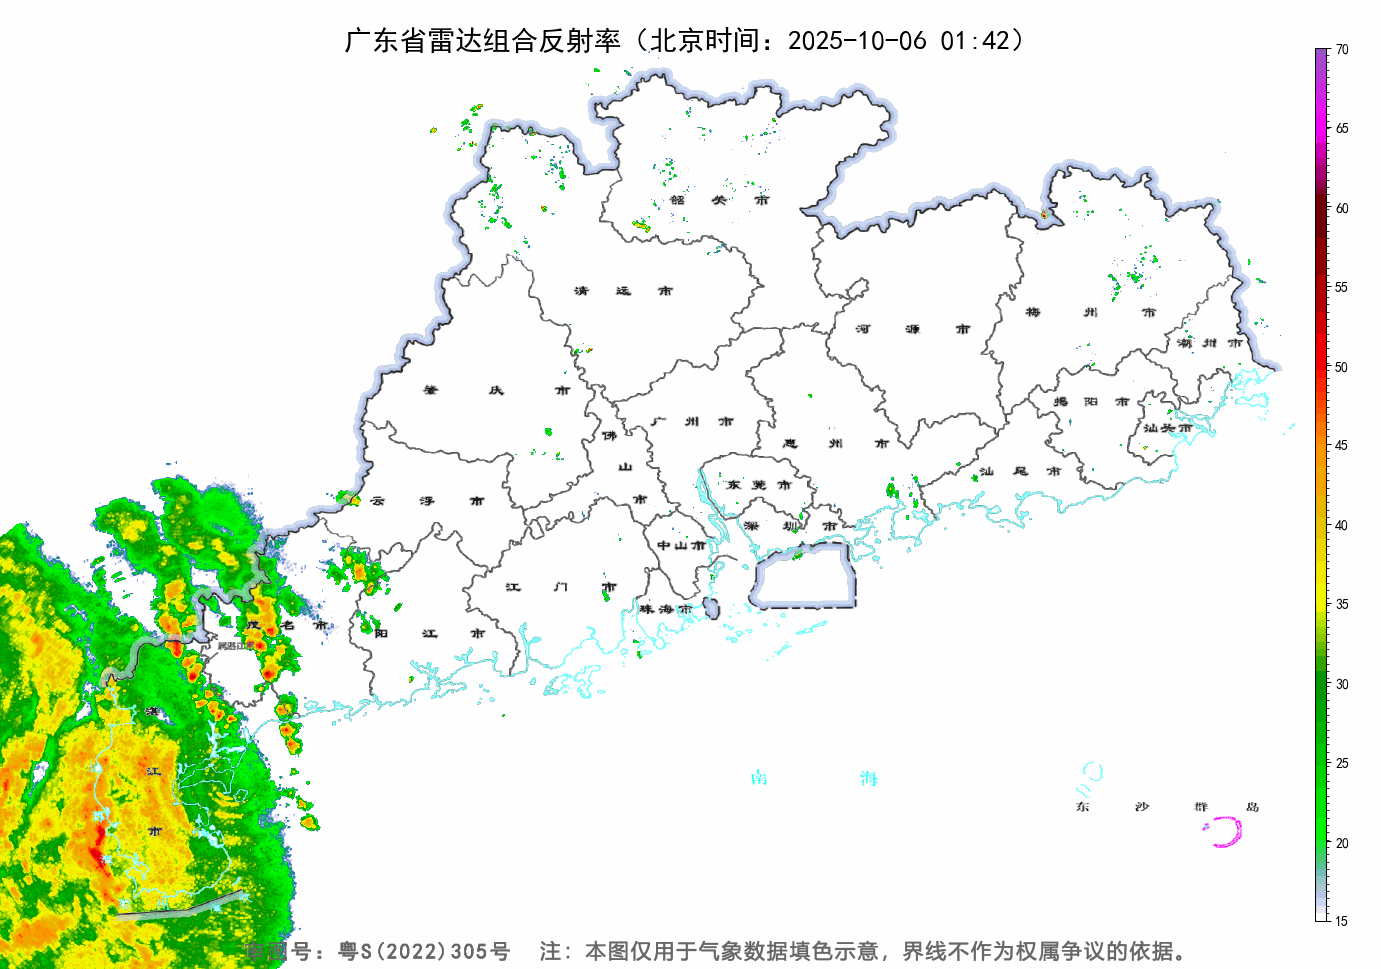 广东省雷达组合反射率（北京时间：2025-10-06 01:42）
70
65
60
55
50
45
40
35
30
25
20
15
韶关市
清远市
河源市
梅州市
潮州市
肇庆市
广州市
揭阳市
汕头市
佛山市
惠州市
汕尾市
云浮市
东莞市
深圳市
中山市
江门市
珠海市
茂名市
阳江市
属湛江
湛江市
南海
东沙群岛
审图号：粤S(2022)305号 注：本图仅用于气象数据填色示意，界线不作为权属争议的依据。